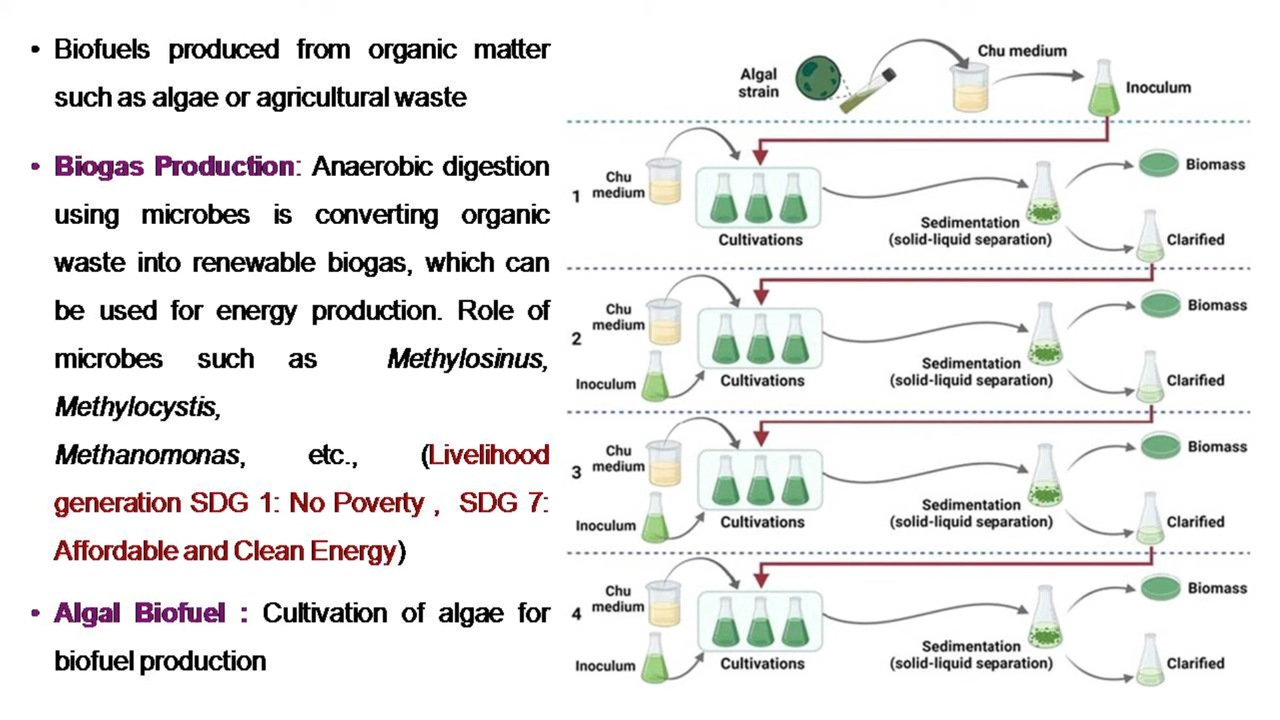 • Biofuels produced from organic matter
such as algae or agricultural waste
• Biogas Production: Anaerobic digestion
using microbes is converting organic
waste into renewable biogas, which can
be used for energy production. Role of
microbes such as Methylosinus,
Methylocystis,
Methanomonas, etc., (Livelihood
generation SDG 1: No Poverty , SDG 7:
Affordable and Clean Energy)
• Algal Biofuel : Cultivation of algae for
biofuel production
Algal
strain
Chu medium
Inoculum
1
Chu
medium
Cultivations
Sedimentation
(solid-liquid separation)
Biomass
Clarified
2
Chu
medium
Inoculum
Cultivations
Sedimentation
(solid-liquid separation)
Biomass
Clarified
3
Chu
medium
Inoculum
Cultivations
Sedimentation
(solid-liquid separation)
Biomass
Clarified
4
Chu
medium
Inoculum
Cultivations
Sedimentation
(solid-liquid separation)
Biomass
Clarified